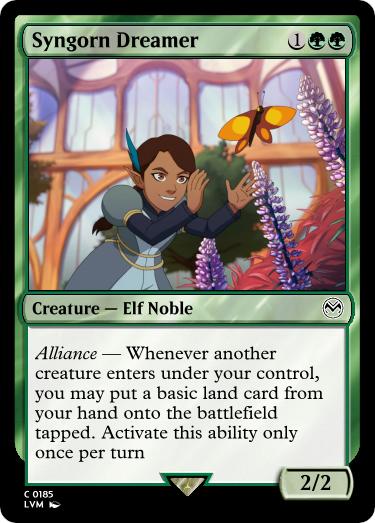 Syngorn Dreamer 1
Creature — Elf Noble
Alliance — Whenever another
creature enters under your control,
you may put a basic land card from
your hand onto the battlefield
tapped. Activate this ability only
once per turn
2/2
C 0185
LVM